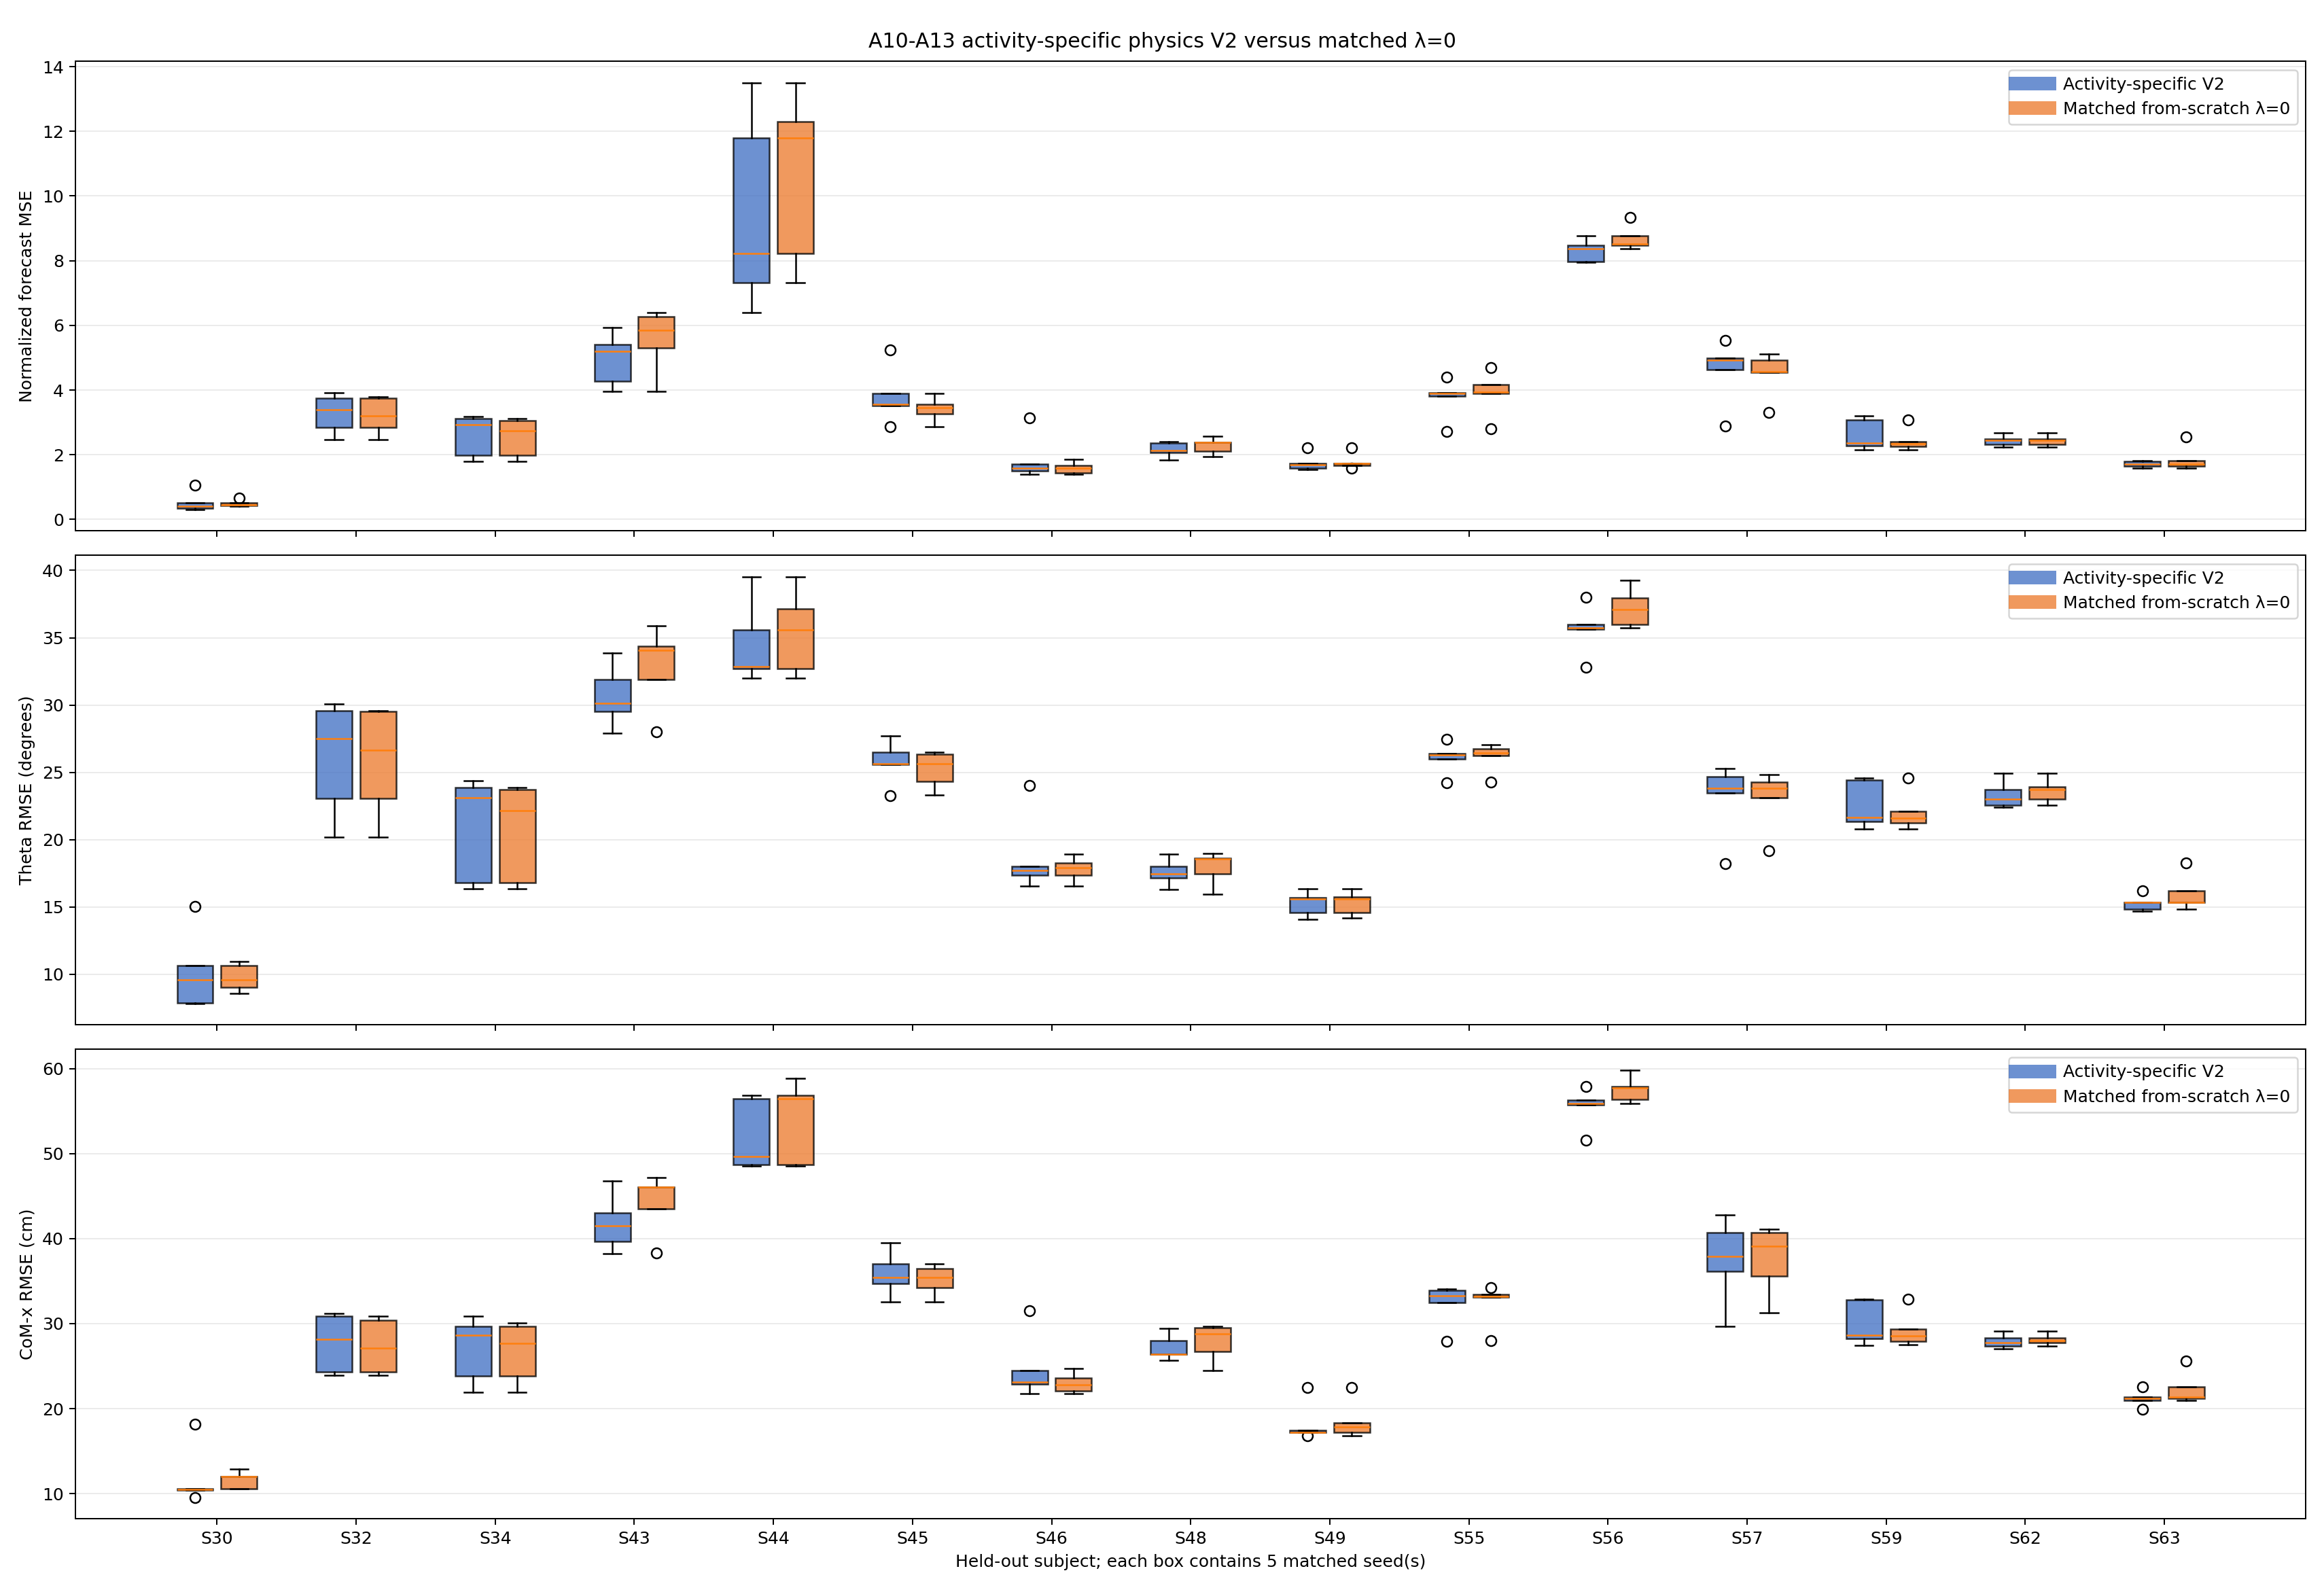 A10-A13 activity-specific physics V2 versus matched λ=0
Normalized forecast MSE
14
12
10
8
6
4
2
0
Activity-specific V2
Matched from-scratch λ=0
Theta RMSE (degrees)
40
35
30
25
20
15
10
Activity-specific V2
Matched from-scratch λ=0
CoM-x RMSE (cm)
60
50
40
30
20
10
Activity-specific V2
Matched from-scratch λ=0
S30 S32 S34 S43 S44 S45 S46 S48 S49 S55 S56 S57 S59 S62 S63
Held-out subject; each box contains 5 matched seed(s)